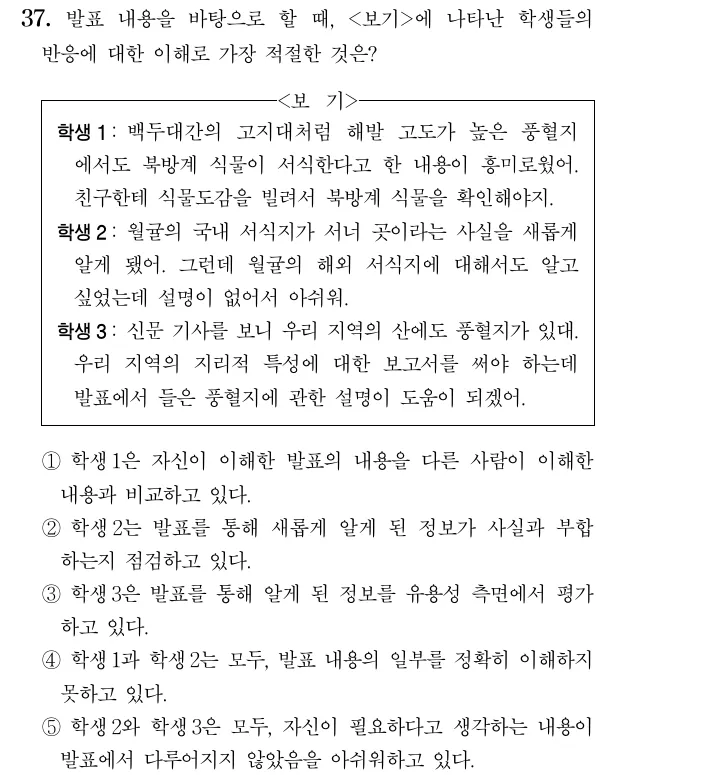 37. 발표 내용을 바탕으로 할 때, <보기>에 나타난 학생들의
반응에 대한 이해로 가장 적절한 것은?
<보 기>
학생 1 : 백두대간의 고지대처럼 해발 고도가 높은 풍혈지
에서도 북방계 식물이 서식한다고 한 내용이 흥미로웠어.
친구한테 식물도감을 빌려서 북방계 식물을 확인해야지.
학생 2 : 월귤의 국내 서식지가 서너 곳이라는 사실을 새롭게
알게 됐어. 그런데 월귤의 해외 서식지에 대해서도 알고
싶었는데 설명이 없어서 아쉬워.
학생 3 : 신문 기사를 보니 우리 지역의 산에도 풍혈지가 있대.
우리 지역의 지리적 특성에 대한 보고서를 써야 하는데
발표에서 들은 풍혈지에 관한 설명이 도움이 되겠어.
① 학생 1은 자신이 이해한 발표의 내용을 다른 사람이 이해한
내용과 비교하고 있다.
② 학생 2는 발표를 통해 새롭게 알게 된 정보가 사실과 부합
하는지 점검하고 있다.
③ 학생 3은 발표를 통해 알게 된 정보를 유용성 측면에서 평가
하고 있다.
④ 학생 1과 학생 2는 모두, 발표 내용의 일부를 정확히 이해하지
못하고 있다.
⑤ 학생 2와 학생 3은 모두, 자신이 필요하다고 생각하는 내용이
발표에서 다루어지지 않았음을 아쉬워하고 있다.